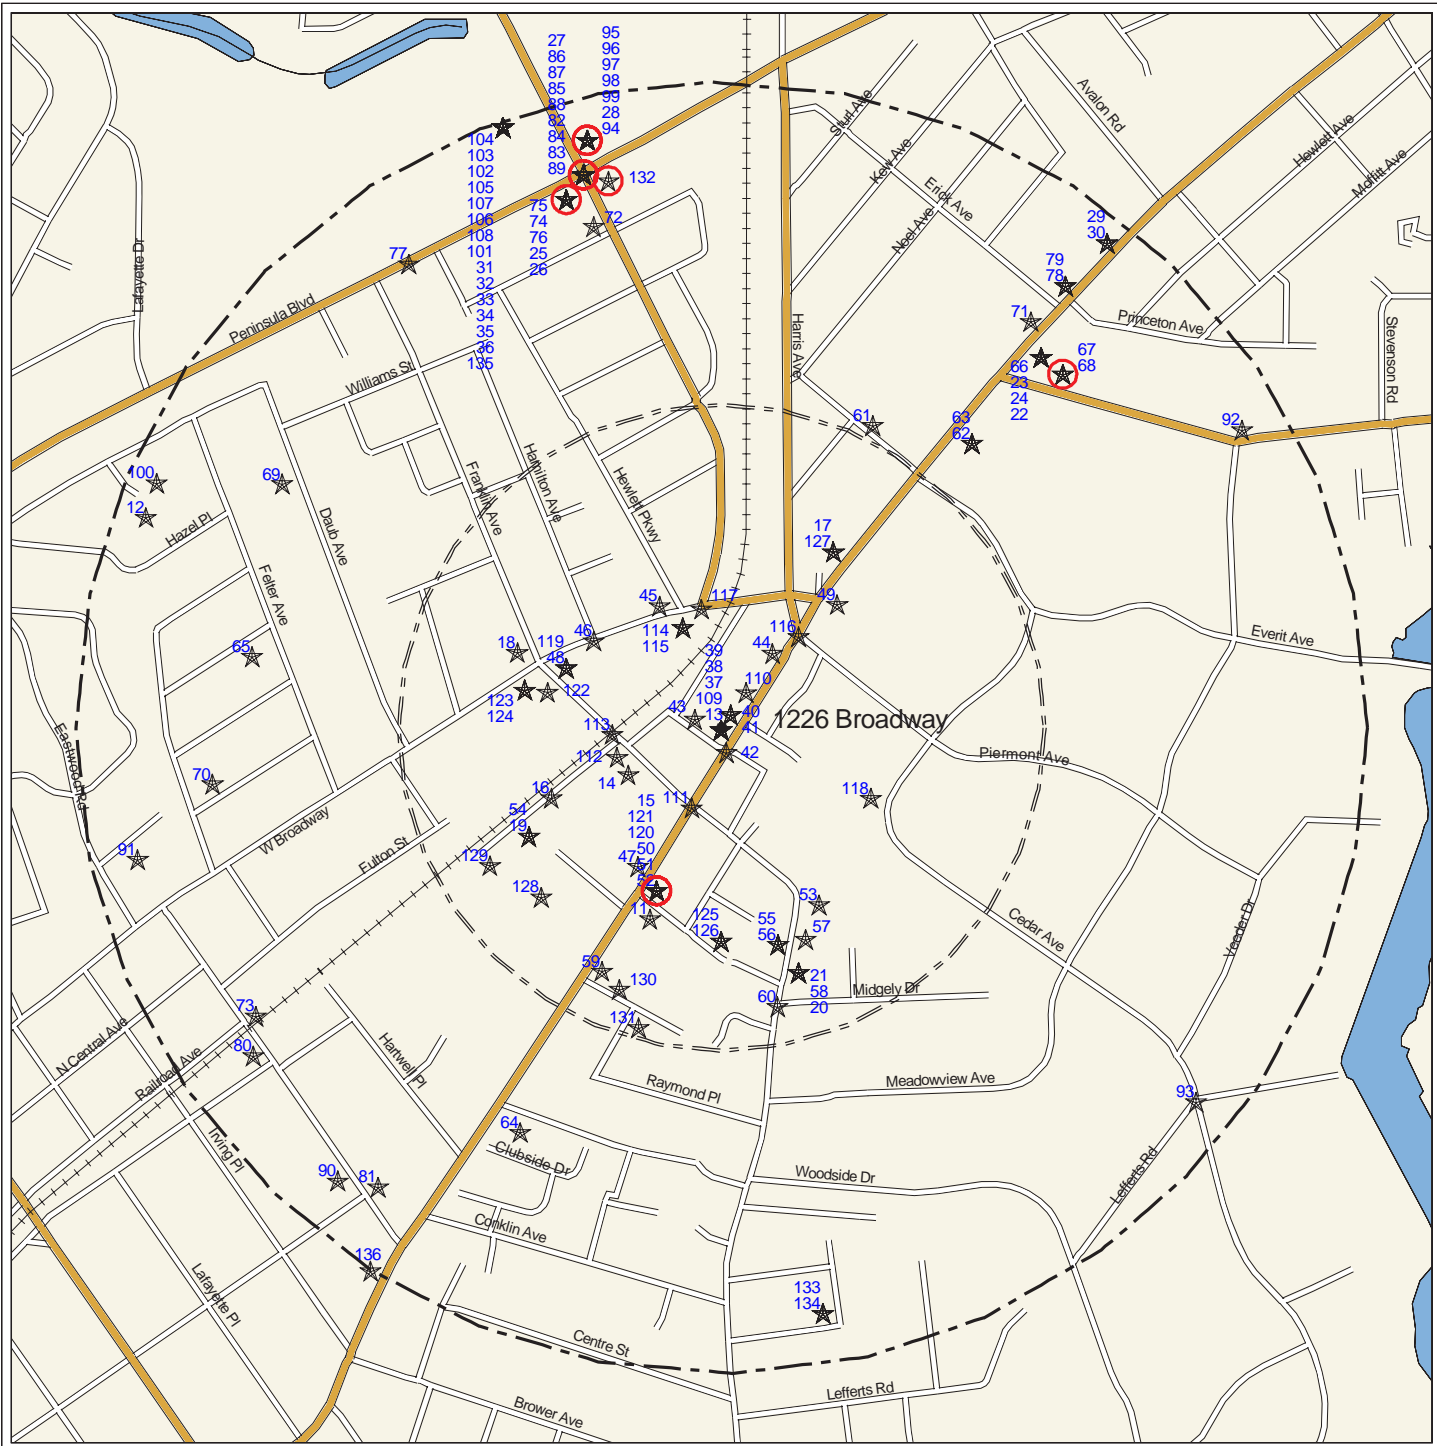 27
86
87
85
88
82
84
83
89
95
96
97
98
99
28
94
104
103
102
105
107
106
108
101
31
32
33
34
35
36
135
132
75
74
76
25
26
72
77
Sturl Ave
Avalon Rd
Hewlett Ave
Moffitt Ave
Kew Ave
Erick Ave
Noel Ave
29
30
79
78
71
Princeton Ave
Stevenson Rd
Lafayette Dr
Peninsula Blvd
Williams St
Harris Ave
67
68
66
23
24
22
63
62
61
92
100
12
69
Hazel Pl
Daub Ave
Franklin Ave
Hamilton Ave
Hewlett Pkwy
Felter Ave
17
127
49
45
117
114
115
46
116
44
119
48
18
122
123
124
39
38
37
109
13
110
40
41
42
43
1226 Broadway
Everit Ave
Piermont Ave
65
70
91
Eastwood Rd
W Broadway
Fulton St
113
112
14
16
54
19
129
128
111
15
121
120
50
51
47
11
118
53
57
55
56
125
126
21
58
20
60
59
130
131
Midgely Dr
Cedar Ave
Veeder Dr
73
80
N Central Ave
Railroad Ave
Hartwell Pl
Irving Pl
Raymond Pl
Meadowview Ave
93
64
Clubside Dr
Woodside Dr
Lefferts Rd
90
81
136
Conklin Ave
Lafayette Pl
133
134
Centre St
Brower Ave
Lefferts Rd